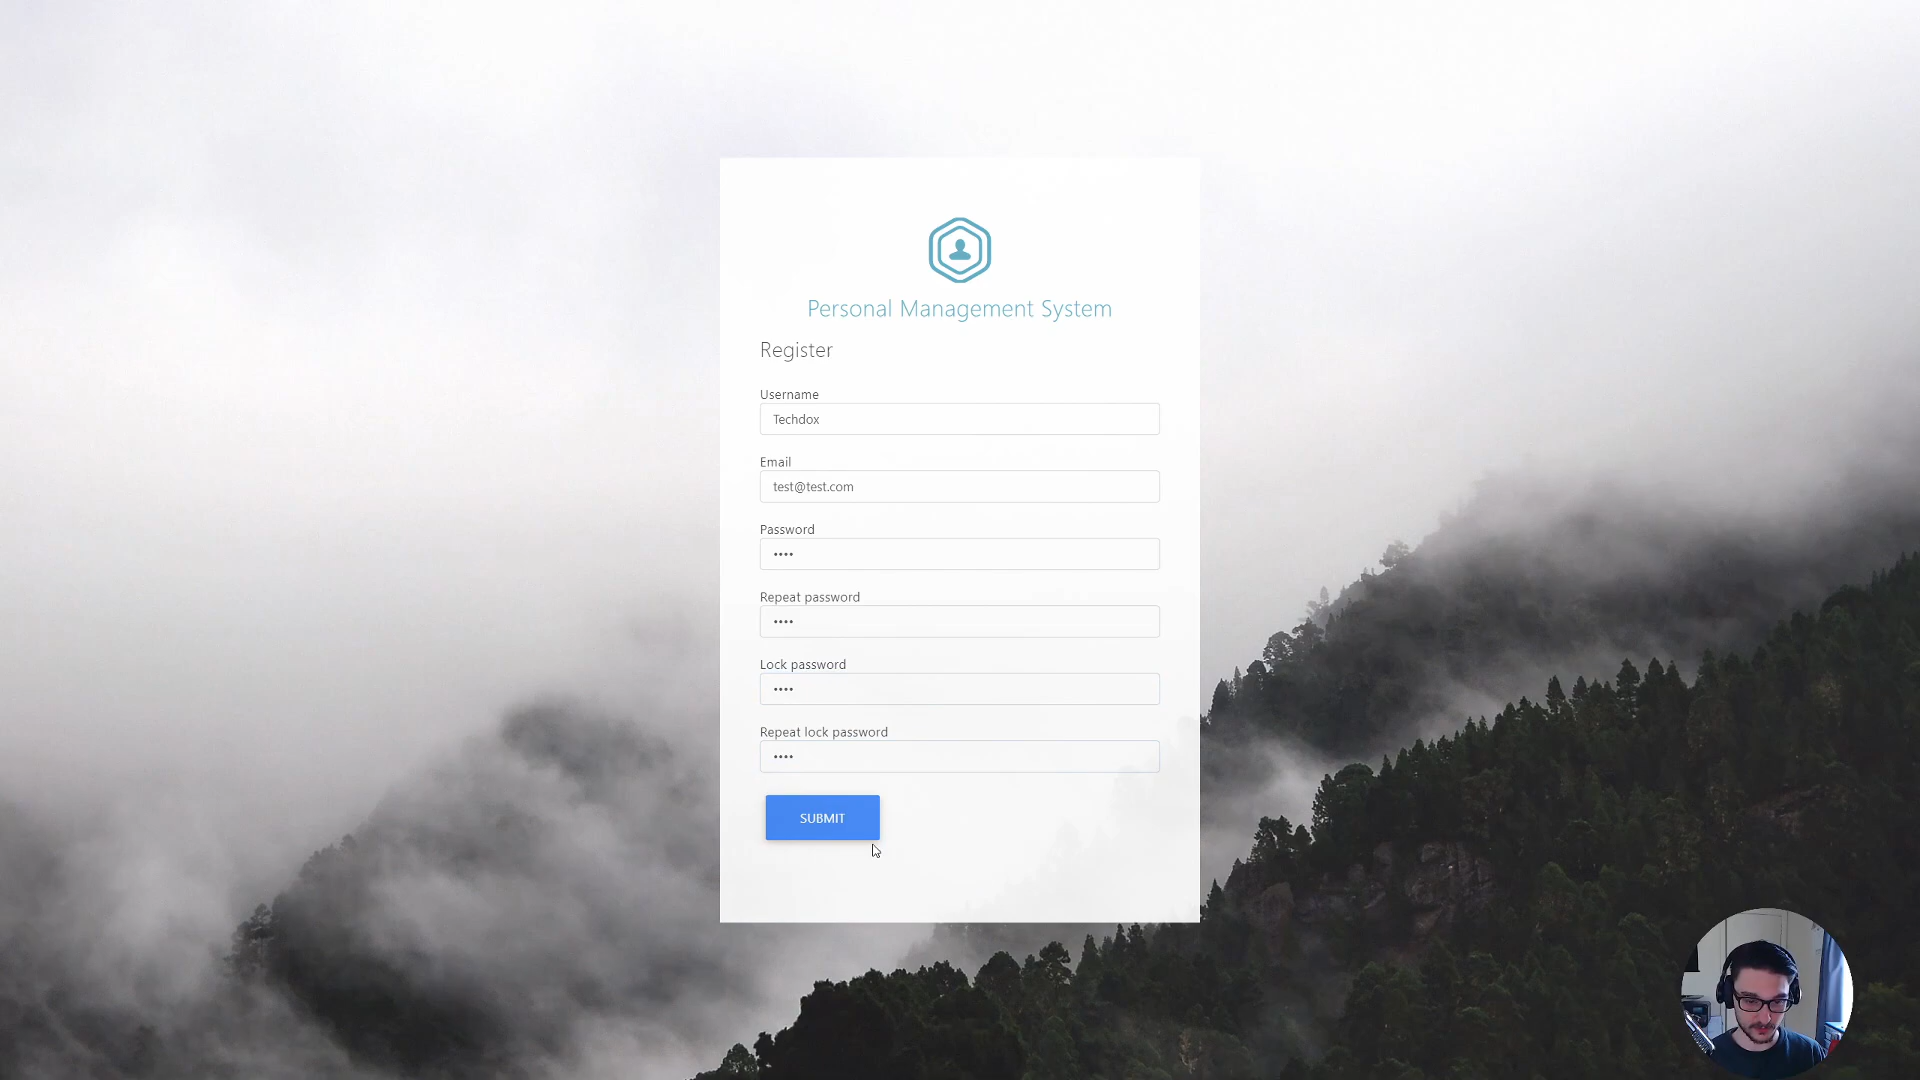 Personal Management System
Register
Username
Techdox
Email
test@test.com
Password
••••
Repeat password
••••
Lock password
••••
Repeat lock password
••••
SUBMIT